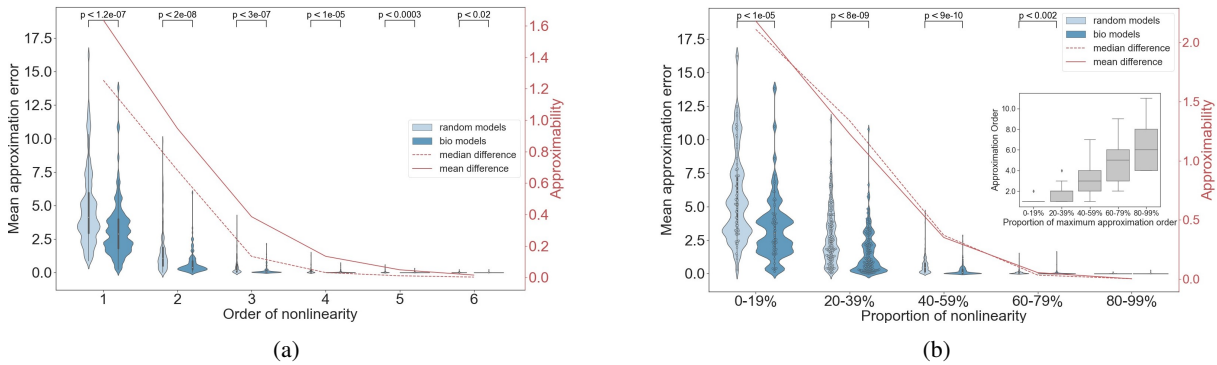 p < 1.2e-07 p < 2e-08 p < 3e-07 p < 1e-05 p < 0.0003 p < 0.02
17.5
15.0
12.5
10.0
7.5
5.0
2.5
0.0
Mean approximation error
random models
bio models
median difference
mean difference
1.6
1.4
1.2
1.0
0.8
0.6
0.4
0.2
0.0
Approximability
1 2 3 4 5 6
Order of nonlinearity
(a)
p < 1e-05 p < 8e-09 p < 9e-10 p < 0.002
17.5
15.0
12.5
10.0
7.5
5.0
2.5
0.0
Mean approximation error
random models
bio models
median difference
mean difference
10.0
8.0
6.0
4.0
2.0
Approximation Order
0-19% 20-39% 40-59% 60-79% 80-99%
Proportion of maximum approximation order
2.0
1.5
1.0
0.5
0.0
Approximability
0-19% 20-39% 40-59% 60-79% 80-99%
Proportion of nonlinearity
(b)